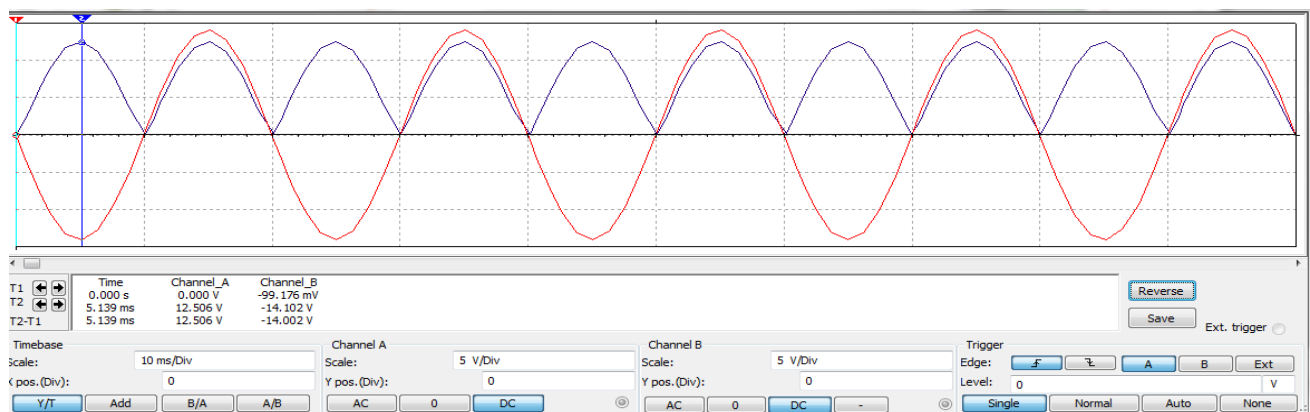 1 2
Time Channel_A Channel_B
T1 0.000 s 0.000 V -99.176 mV
T2 5.139 ms 12.506 V -14.102 V
T2-T1 5.139 ms 12.506 V -14.002 V
Reverse
Save
Ext. trigger
Timebase
Scale: 10 ms/Div
X pos.(Div): 0
Y/T Add B/A A/B
Channel A
Scale: 5 V/Div
Y pos.(Div): 0
AC 0 DC
Channel B
Scale: 5 V/Div
Y pos.(Div): 0
AC 0 DC -
Trigger
Edge: A B Ext
Level: 0 V
Single Normal Auto None